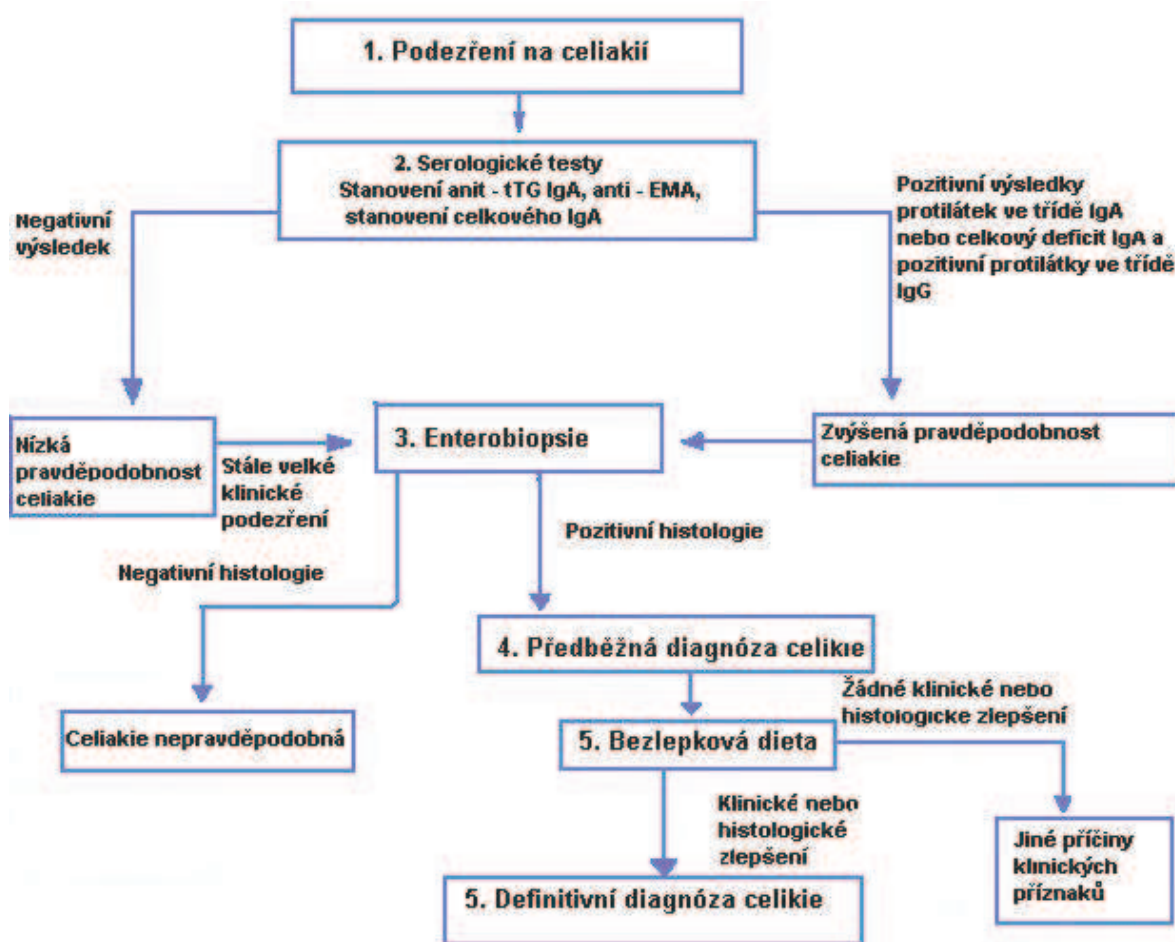 1. Podezření na celiakií
2. Serologické testy
Stanovení anit - tTG IgA, anti - EMA,
stanovení celkového IgA
Negativní
výsledek
Pozitivní výsledky
protilátek ve třídě IgA
nebo celkový deficit IgA a
pozitivní protilátky ve třídě
IgG
Nízká
pravděpodobnost
celiakie
Stále velké
klinické
podezření
3. Enterobiopsie
Zvýšená pravděpodobnost
celiakie
Pozitivní histologie
Negativní histologie
4. Předběžná diagnóza celikie
Celiakie nepravděpodobná
Žádné klinické nebo
histologicke zlepšení
5. Bezlepková dieta
Klinické nebo
histologické
zlepšení
Jiné příčiny
klinických
příznaků
5. Definitivní diagnóza celikie